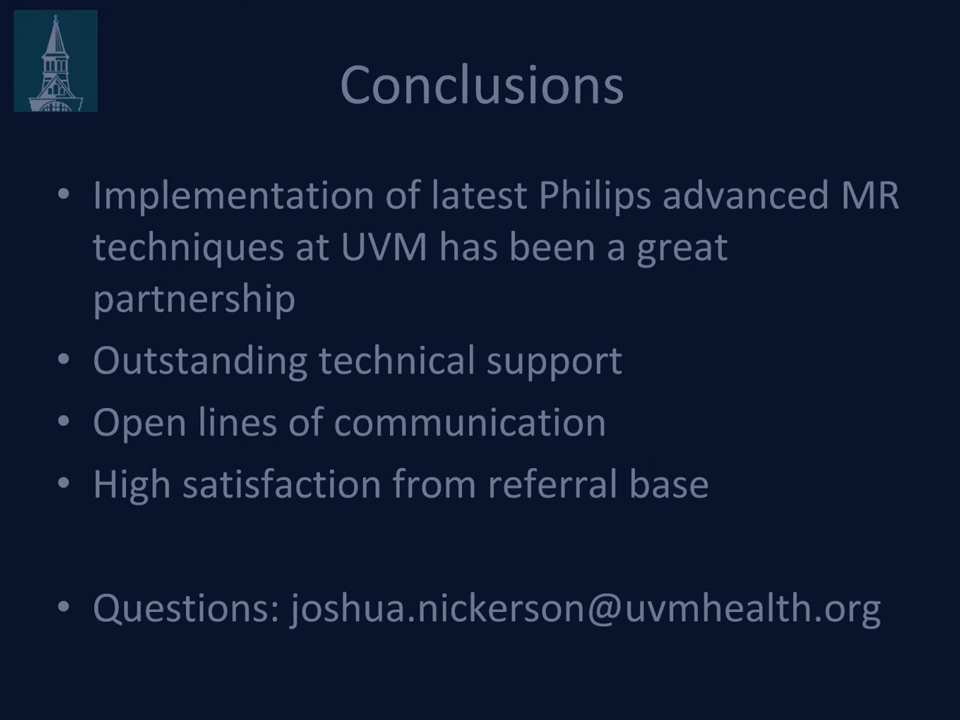 Conclusions
• Implementation of latest Philips advanced MR
techniques at UVM has been a great
partnership
• Outstanding technical support
• Open lines of communication
• High satisfaction from referral base
• Questions: joshua.nickerson@uvmhealth.org